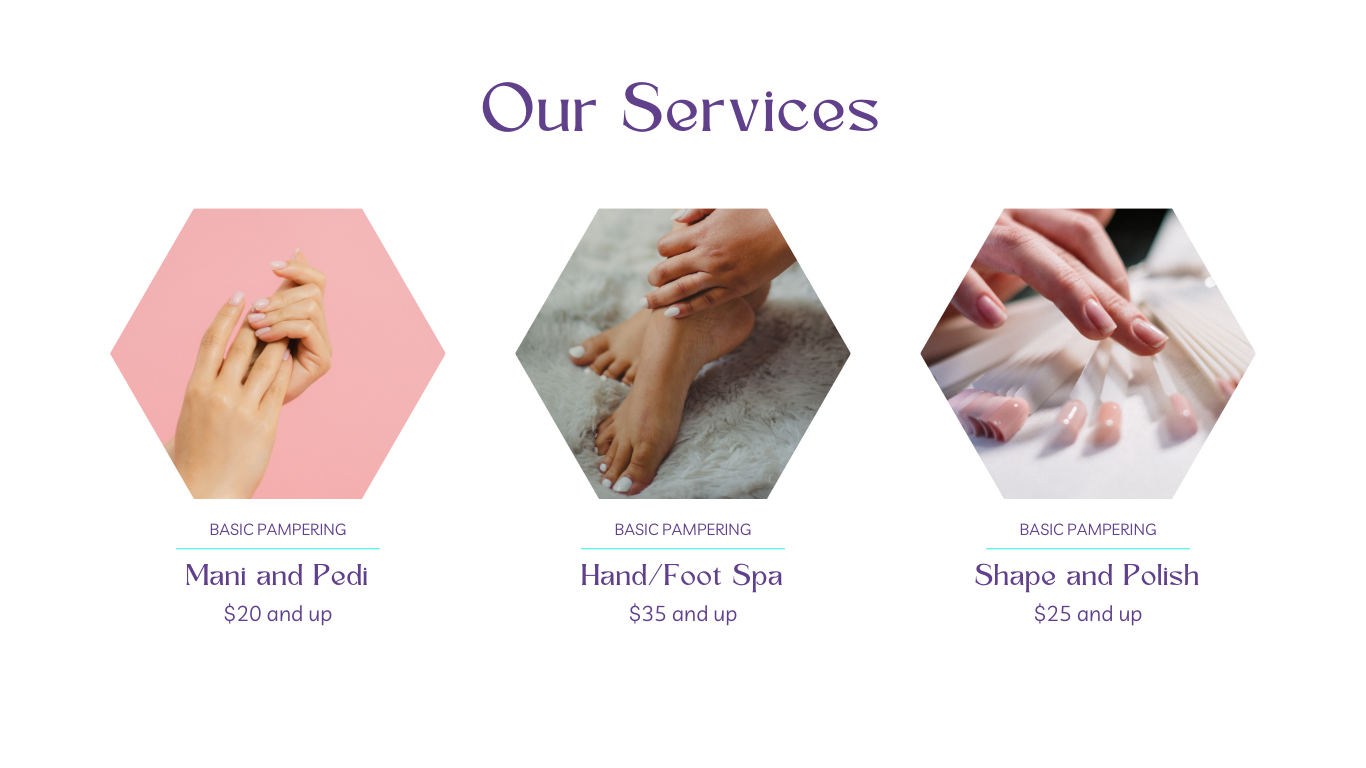 Our Services
BASIC PAMPERING
Mani and Pedi
$20 and up
BASIC PAMPERING
Hand/Foot Spa
$35 and up
BASIC PAMPERING
Shape and Polish
$25 and up